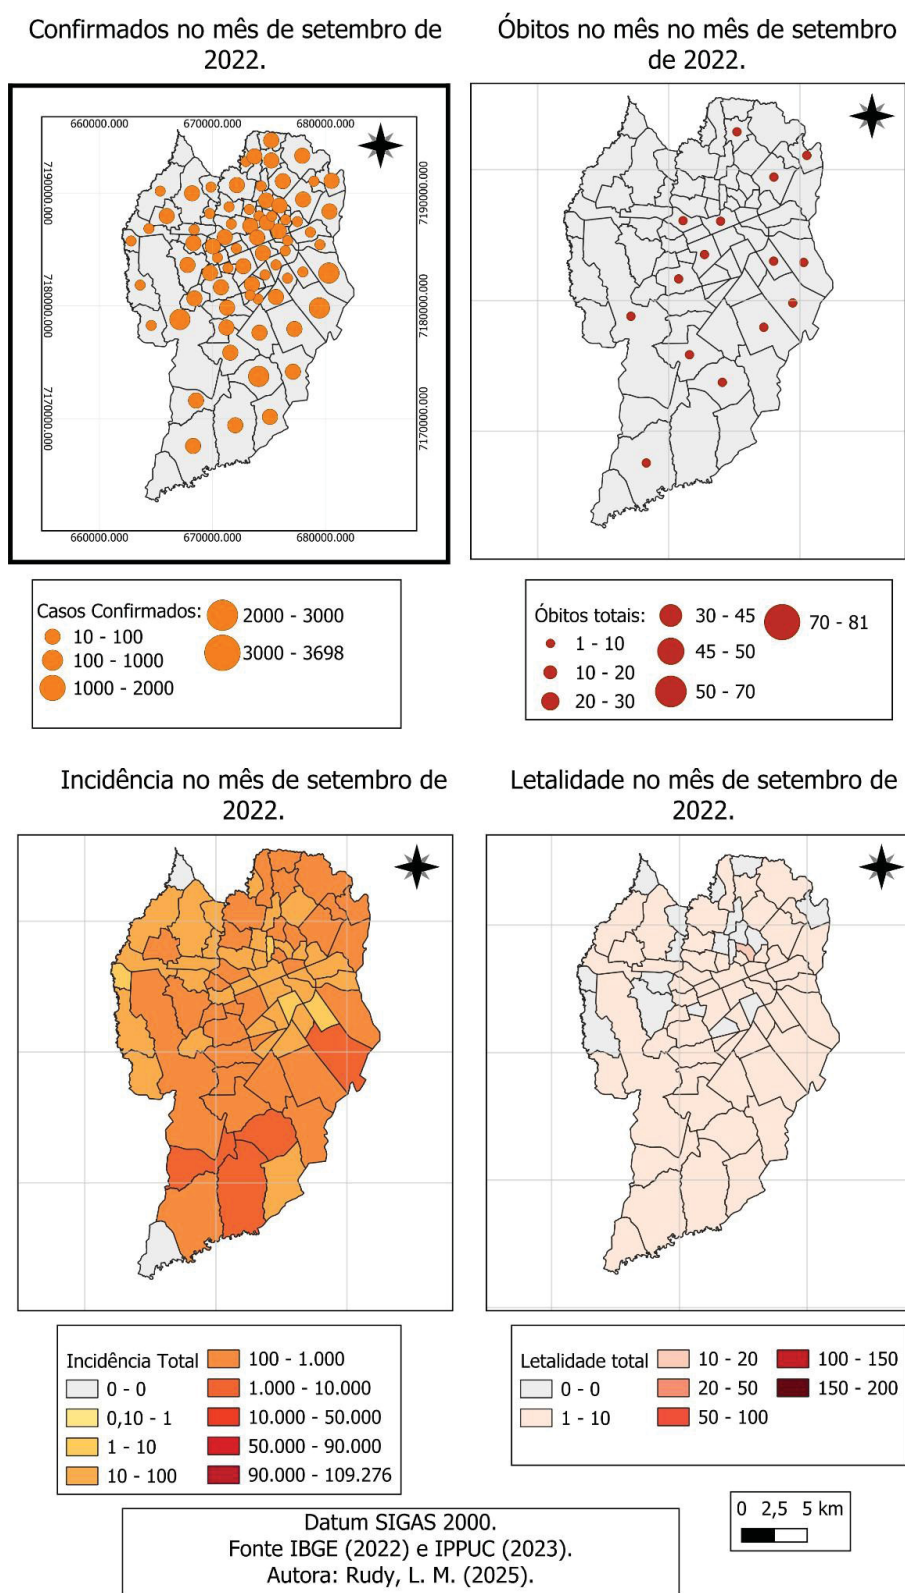 Confirmados no mês de setembro de
2022.
Óbitos no mês no mês de setembro
de 2022.
660000.000 670000.000 680000.000
7190000.000
7180000.000
7170000.000
7190000.000
7180000.000
7170000.000
660000.000 670000.000 680000.000
Casos Confirmados:
10 - 100
100 - 1000
1000 - 2000
2000 - 3000
3000 - 3698
Óbitos totais:
1 - 10
10 - 20
20 - 30
30 - 45
45 - 50
50 - 70
70 - 81
Incidência no mês de setembro de
2022.
Letalidade no mês de setembro de
2022.
Incidência Total
0 - 0
0,10 - 1
1 - 10
10 - 100
100 - 1.000
1.000 - 10.000
10.000 - 50.000
50.000 - 90.000
90.000 - 109.276
Letalidade total
0 - 0
1 - 10
10 - 20
20 - 50
50 - 100
100 - 150
150 - 200
0 2,5 5 km
Datum SIGAS 2000.
Fonte IBGE (2022) e IPPUC (2023).
Autora: Rudy, L. M. (2025).